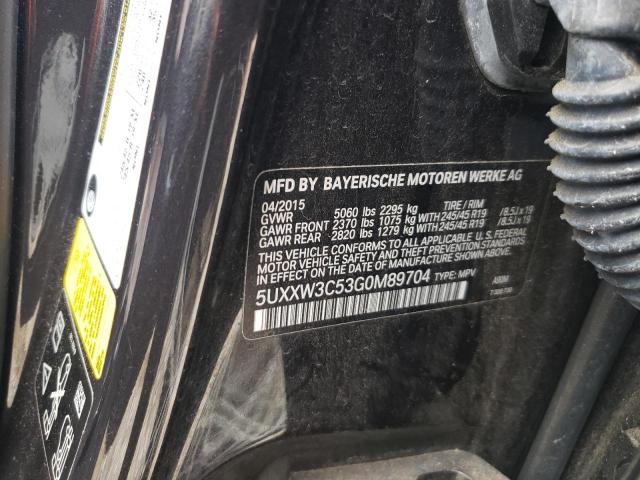 MFD BY BAYERISCHE MOTOREN WERKE AG
04/2015 TIRE / RIM
GVWR 5060 lbs 2295 kg
GAWR FRONT 2370 lbs 1075 kg WITH 245/45 R19 /8.5J x 19
GAWR REAR 2820 lbs 1279 kg WITH 245/45 R19 /8.5J x 19
THIS VEHICLE CONFORMS TO ALL APPLICABLE U.S. FEDERAL
MOTOR VEHICLE SAFETY, BUMPER, AND THEFT PREVENTION STANDARDS
IN EFFECT ON THE DATE OF MANUFACTURE SHOWN ABOVE.
5UXXW3C53G0M89704 TYPE: MPV